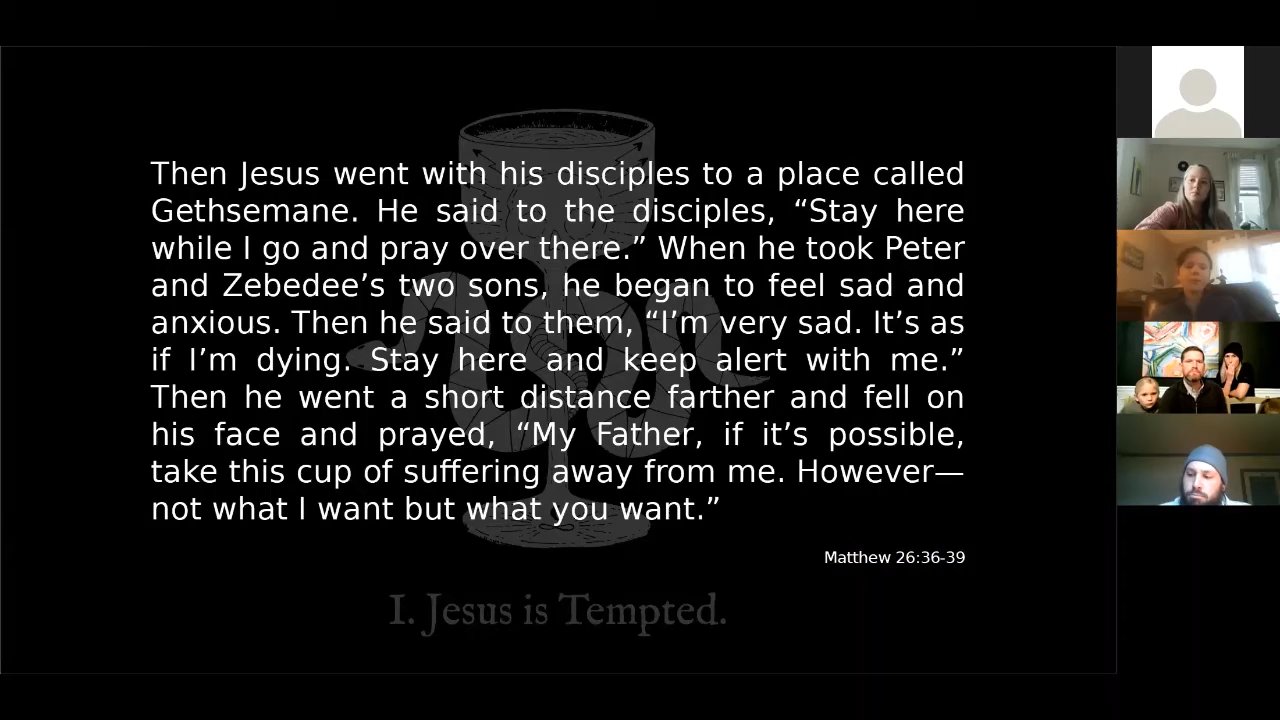 Then Jesus went with his disciples to a place called
Gethsemane. He said to the disciples, “Stay here
while I go and pray over there.” When he took Peter
and Zebedee’s two sons, he began to feel sad and
anxious. Then he said to them, “I’m very sad. It’s as
if I’m dying. Stay here and keep alert with me.”
Then he went a short distance farther and fell on
his face and prayed, “My Father, if it’s possible,
take this cup of suffering away from me. However—
not what I want but what you want.”
Matthew 26:36-39
I. Jesus is Tempted.